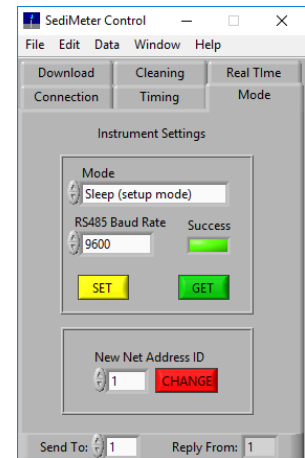 SediMeter Control
File Edit Data Window Help
Download Cleaning Real TIme
Connection Timing Mode
Instrument Settings
Mode
Sleep (setup mode)
RS485 Baud Rate Success
9600
SET GET
New Net Address ID
1 CHANGE
Send To: 1 Reply From: 1